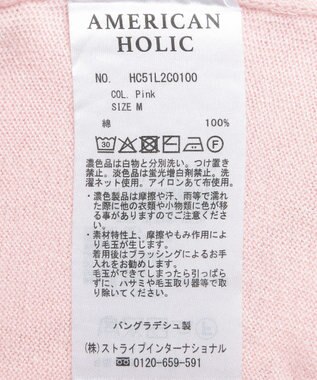 AMERICAN
HOLIC
NO. HC51L2C0100
COL. Pink
SIZE M
綿 100%
濃色品は白物と分別洗い。つけ置き
禁止。淡色品は蛍光増白剤禁止。洗
濯ネット使用。アイロンあて布使用。
・濃色製品は摩擦や汗、雨等で濡れ
た際に他の衣類や小物類に色が移
る事がありますのでご注意くださ
い。
・素材特性上、摩擦やもみ作用によ
り毛玉が生じます。
着用後はブラッシングによるお手
入れをお勧めします。
毛玉ができてしまったら引っぱら
ずに、ハサミや毛玉取り器等で取
り除いてください。
バングラデシュ製
(株)ストライプインターナショナル
0120-659-591